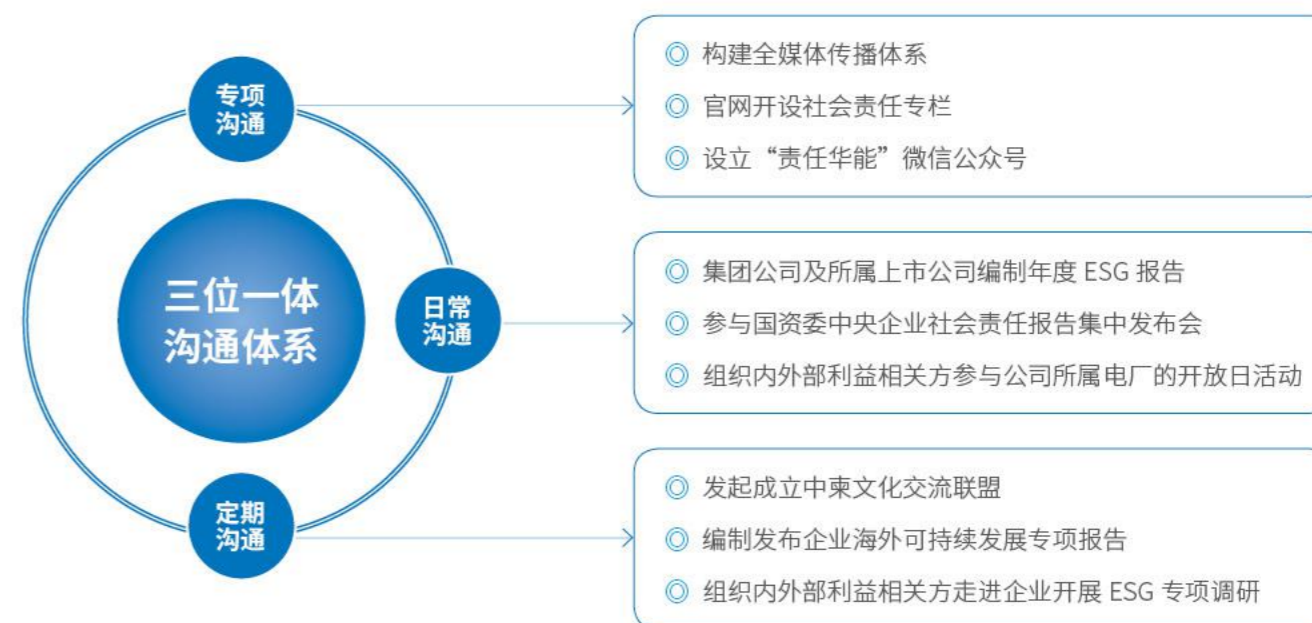 专项
沟通
构建全媒体传播体系
官网开设社会责任专栏
设立“责任华能”微信公众号
三位一体
沟通体系
日常
沟通
集团公司及所属上市公司编制年度 ESG 报告
参与国资委中央企业社会责任报告集中发布会
组织内外部利益相关方参与公司所属电厂的开放日活动
定期
沟通
发起成立中柬文化交流联盟
编制发布企业海外可持续发展专项报告
组织内外部利益相关方走进企业开展 ESG 专项调研